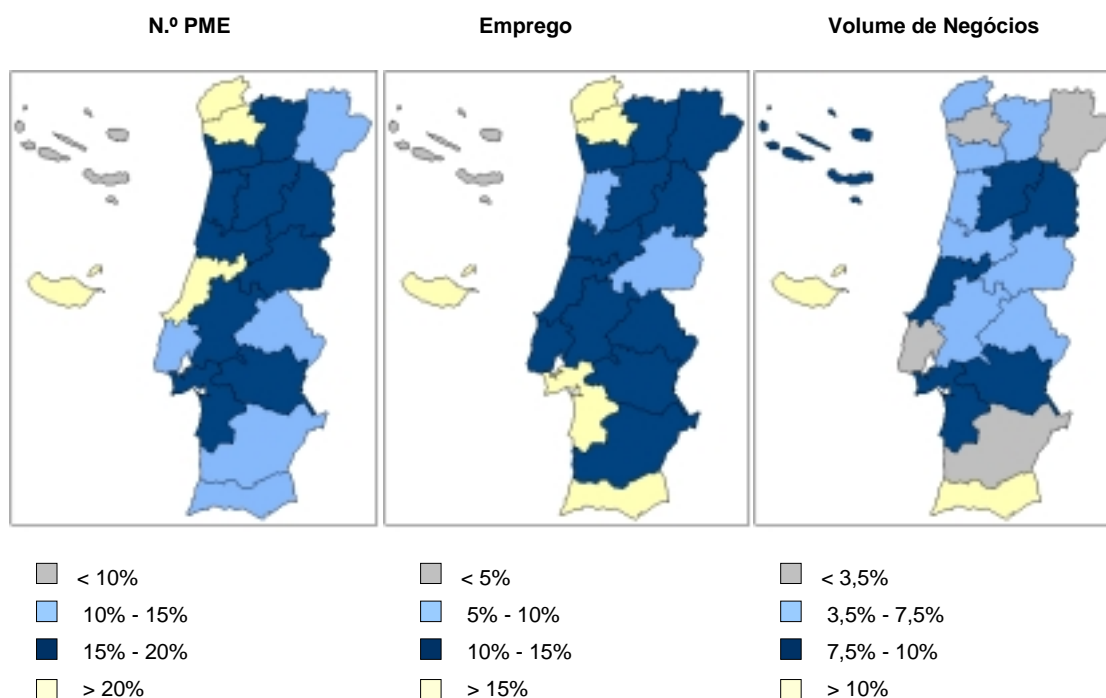 N.º PME
Emprego
Volume de Negócios
< 10%
10% - 15%
15% - 20%
> 20%
< 5%
5% - 10%
10% - 15%
> 15%
< 3,5%
3,5% - 7,5%
7,5% - 10%
> 10%